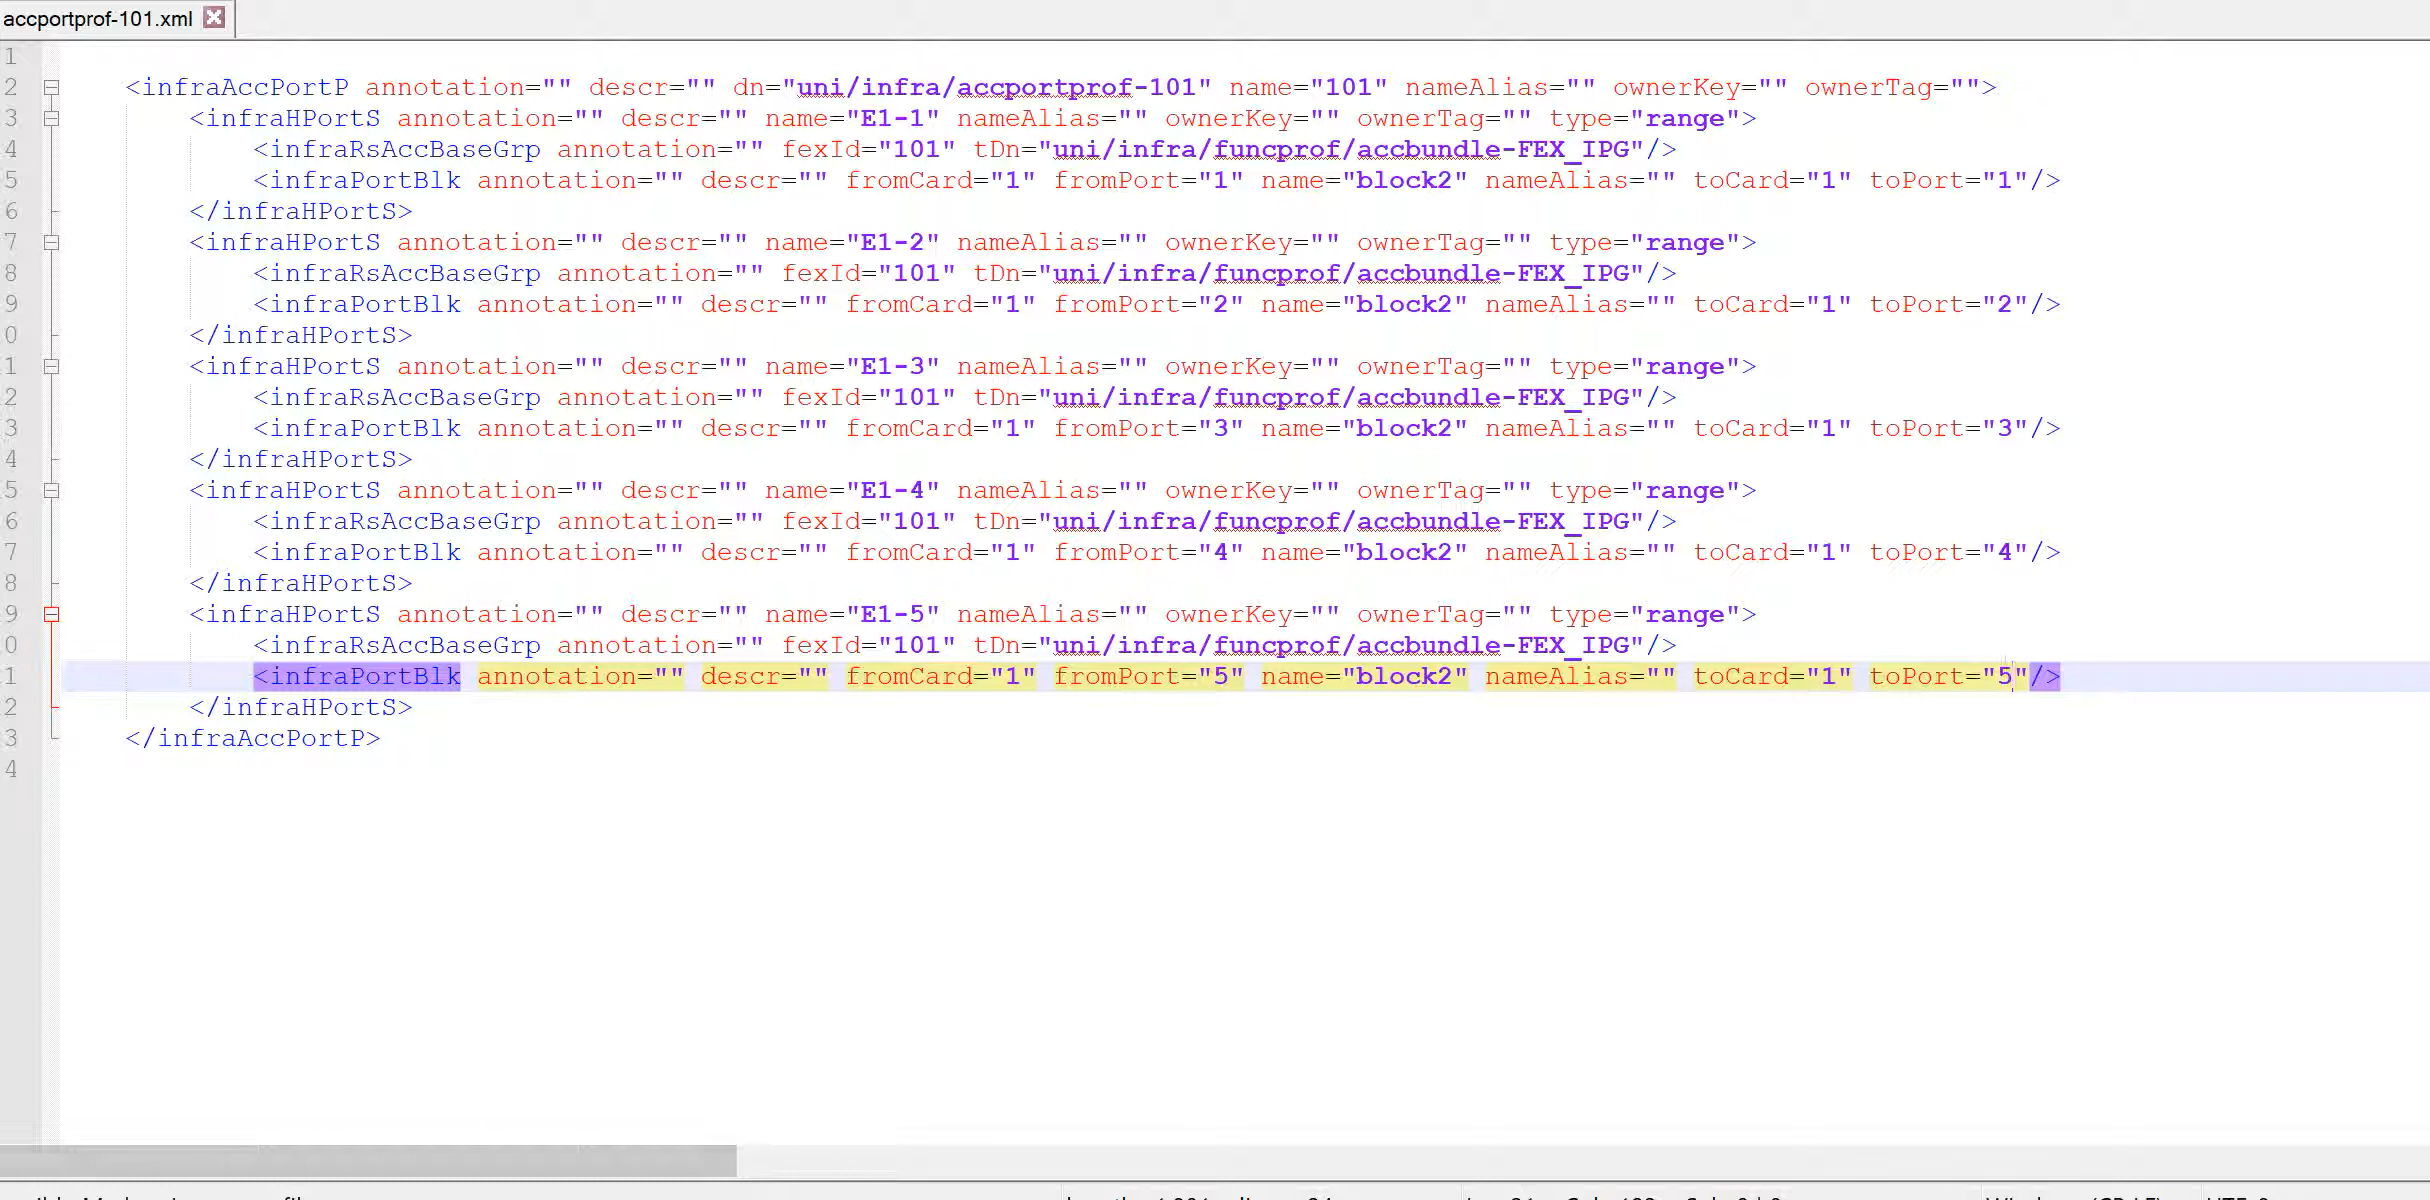 accportprof-101.xml
1
2 <infraAccPortP annotation="" descr="" dn="uni/infra/accportprof-101" name="101" nameAlias="" ownerKey="" ownerTag="">
3 <infraHPortS annotation="" descr="" name="E1-1" nameAlias="" ownerKey="" ownerTag="" type="range">
4 <infraRsAccBaseGrp annotation="" fexId="101" tDn="uni/infra/funcprof/accbundle-FEX_IPG"/>
5 <infraPortBlk annotation="" descr="" fromCard="1" fromPort="1" name="block2" nameAlias="" toCard="1" toPort="1"/>
6 </infraHPortS>
7 <infraHPortS annotation="" descr="" name="E1-2" nameAlias="" ownerKey="" ownerTag="" type="range">
8 <infraRsAccBaseGrp annotation="" fexId="101" tDn="uni/infra/funcprof/accbundle-FEX_IPG"/>
9 <infraPortBlk annotation="" descr="" fromCard="1" fromPort="2" name="block2" nameAlias="" toCard="1" toPort="2"/>
0 </infraHPortS>
1 <infraHPortS annotation="" descr="" name="E1-3" nameAlias="" ownerKey="" ownerTag="" type="range">
2 <infraRsAccBaseGrp annotation="" fexId="101" tDn="uni/infra/funcprof/accbundle-FEX_IPG"/>
3 <infraPortBlk annotation="" descr="" fromCard="1" fromPort="3" name="block2" nameAlias="" toCard="1" toPort="3"/>
4 </infraHPortS>
5 <infraHPortS annotation="" descr="" name="E1-4" nameAlias="" ownerKey="" ownerTag="" type="range">
6 <infraRsAccBaseGrp annotation="" fexId="101" tDn="uni/infra/funcprof/accbundle-FEX_IPG"/>
7 <infraPortBlk annotation="" descr="" fromCard="1" fromPort="4" name="block2" nameAlias="" toCard="1" toPort="4"/>
8 </infraHPortS>
9 <infraHPortS annotation="" descr="" name="E1-5" nameAlias="" ownerKey="" ownerTag="" type="range">
0 <infraRsAccBaseGrp annotation="" fexId="101" tDn="uni/infra/funcprof/accbundle-FEX_IPG"/>
1 <infraPortBlk annotation="" descr="" fromCard="1" fromPort="5" name="block2" nameAlias="" toCard="1" toPort="5"/>
2 </infraHPortS>
3 </infraAccPortP>
4